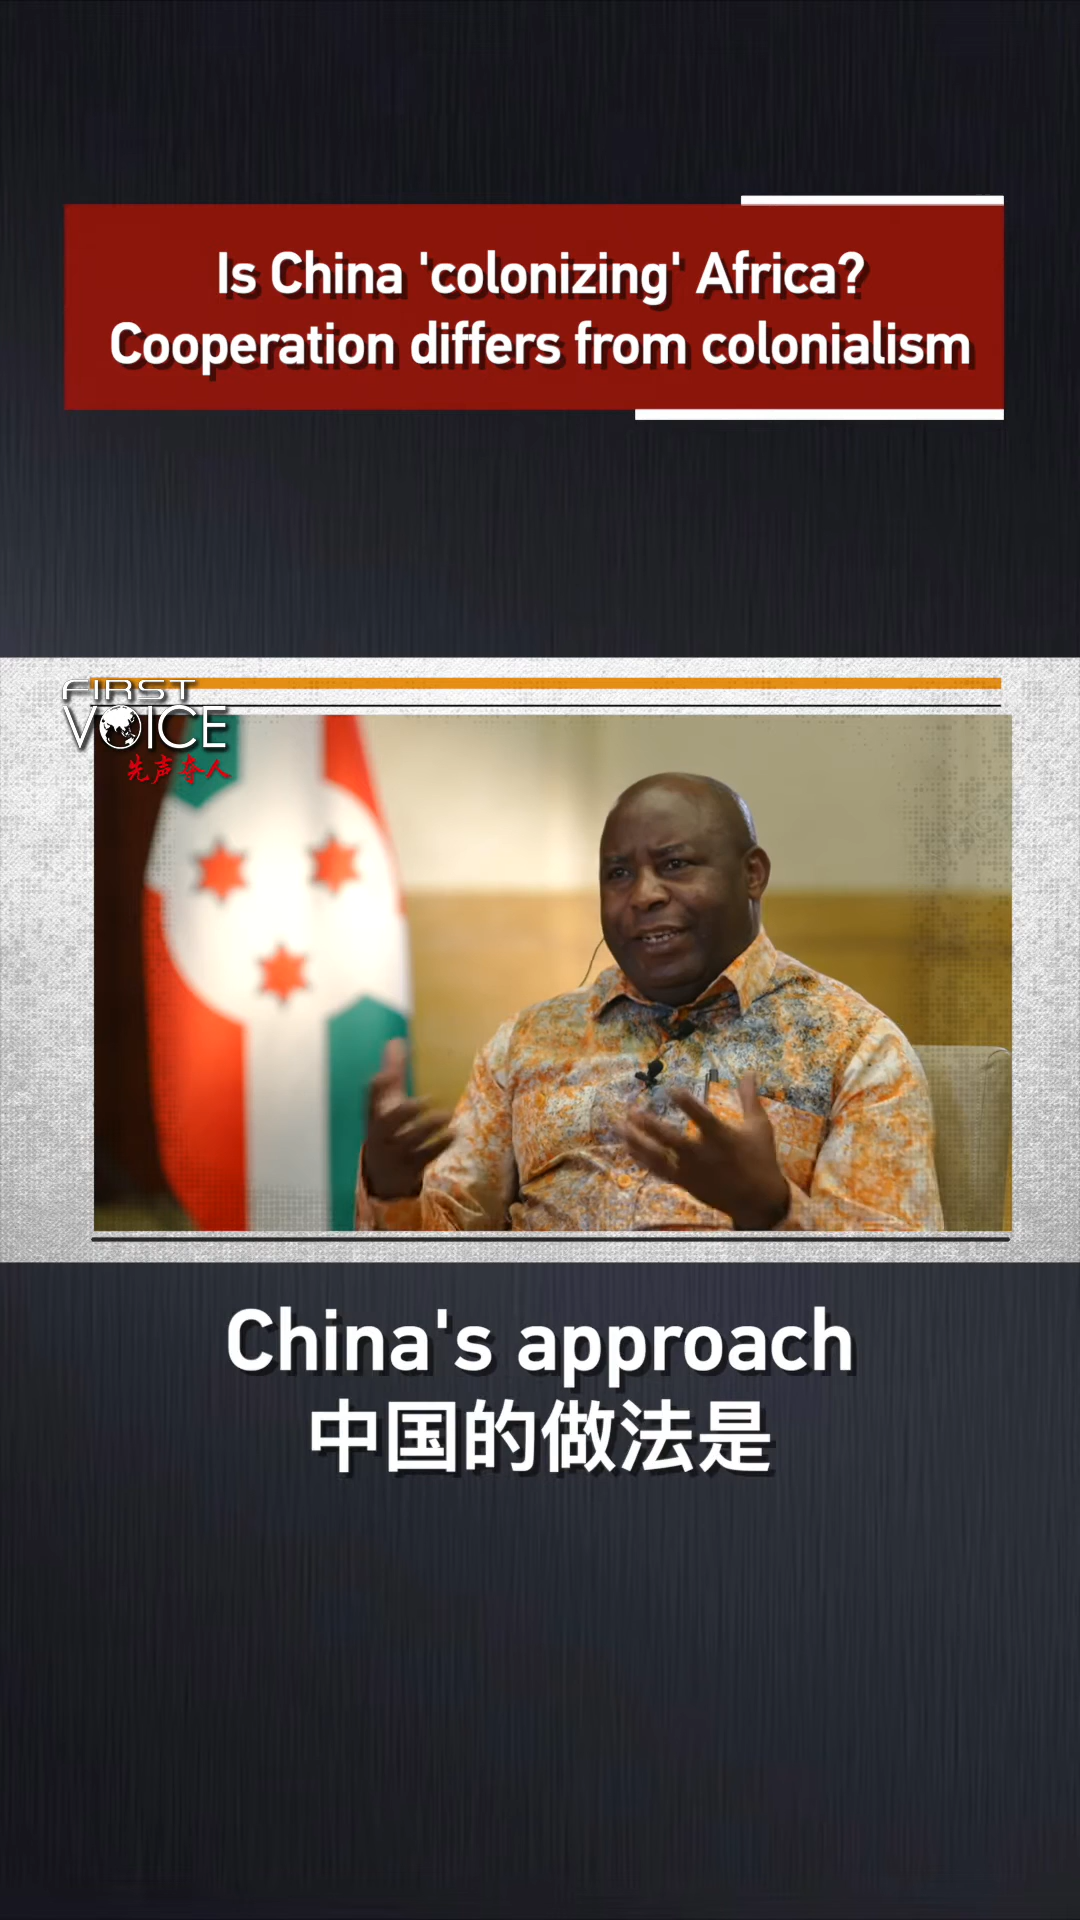 Is China 'colonizing' Africa?
Cooperation differs from colonialism
FIRST
VOICE
先声夺人
China's approach
中国的做法是